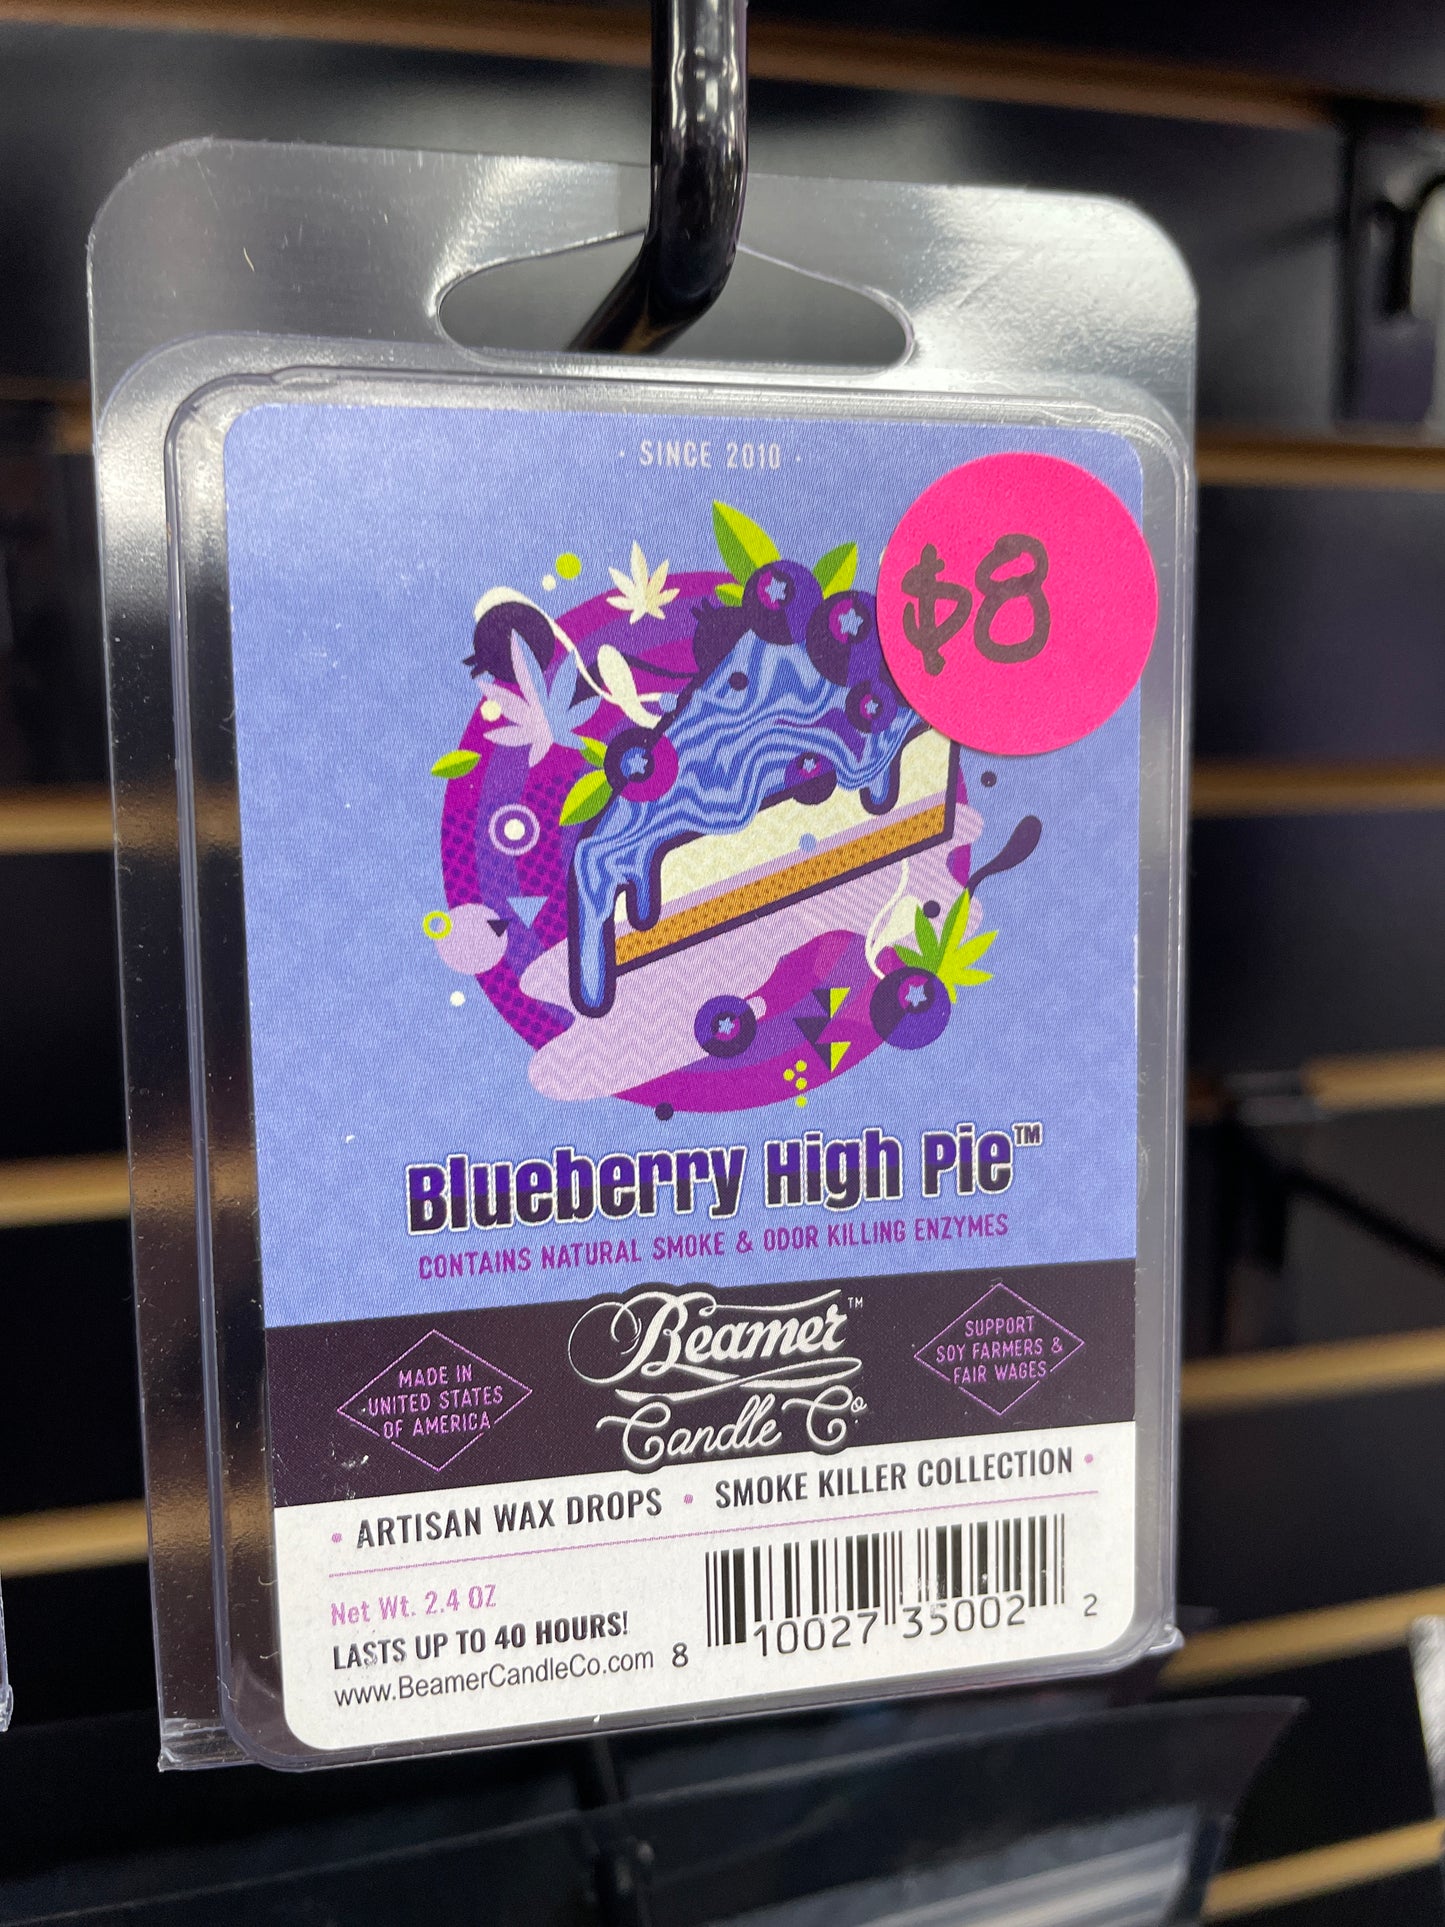 · SINCE 2010 ·
$8
Blueberry High Pie™
CONTAINS NATURAL SMOKE & ODOR KILLING ENZYMES
MADE IN
UNITED STATES
OF AMERICA
Beamer™
Candle Co
SUPPORT
SOY FARMERS &
FAIR WAGES
• ARTISAN WAX DROPS • SMOKE KILLER COLLECTION •
Net Wt. 2.4 OZ
LASTS UP TO 40 HOURS!
www.BeamerCandleCo.com
8 10027 35002 2